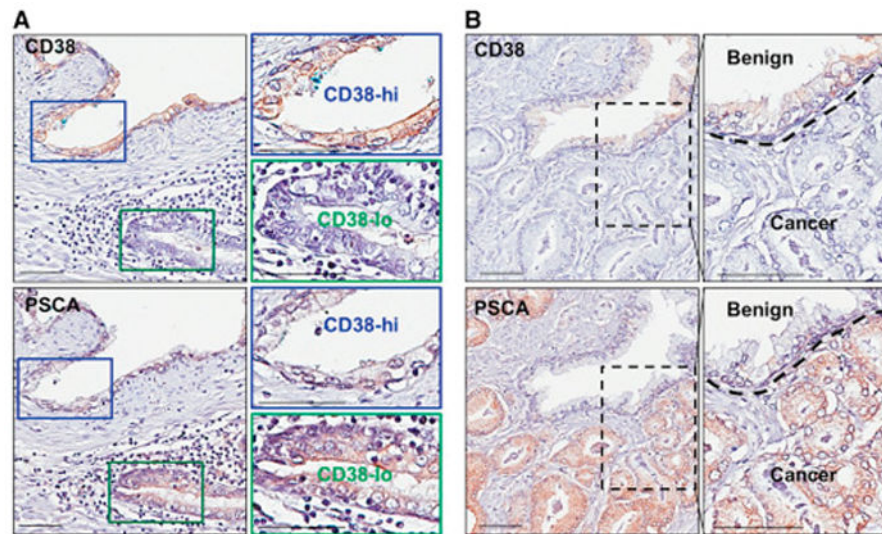 A
CD38
CD38-hi
CD38-lo
PSCA
CD38-hi
CD38-lo
B
CD38
Benign
Cancer
PSCA
Benign
Cancer